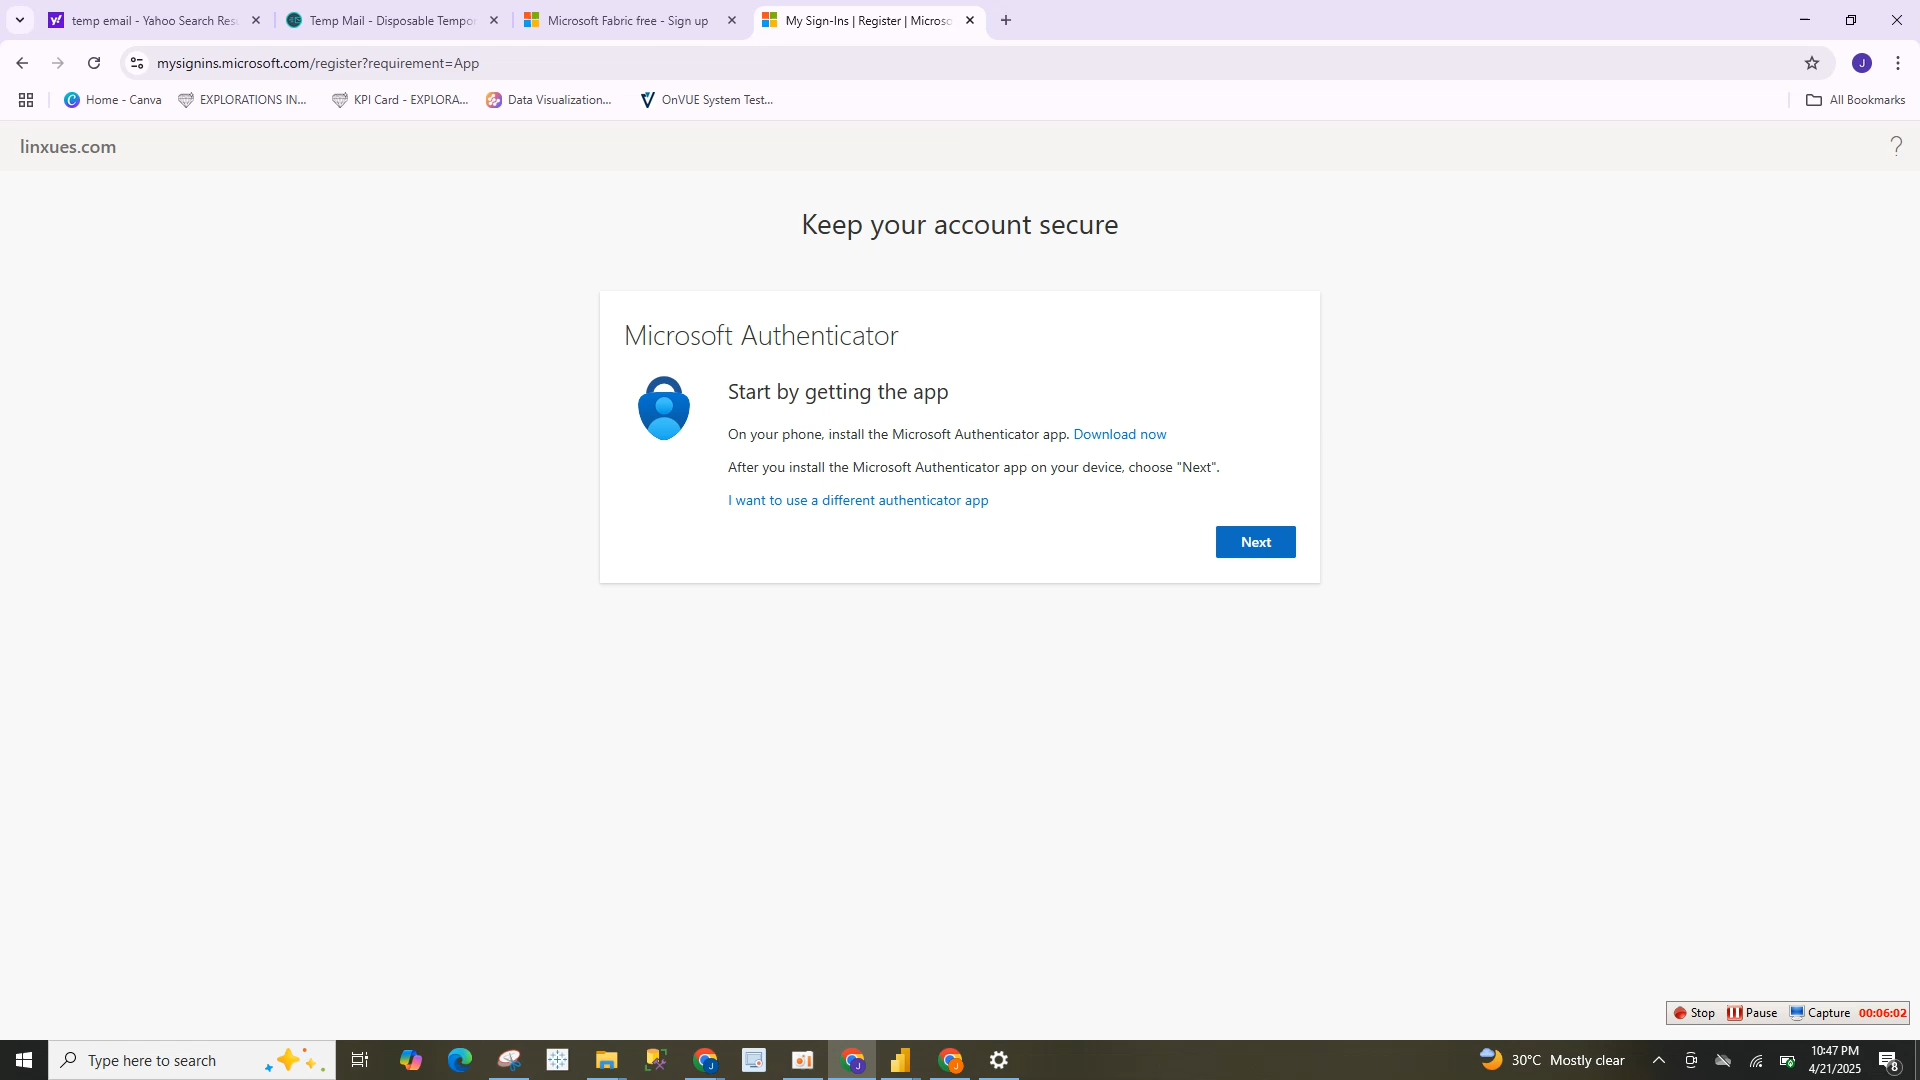 temp email - Yahoo Search Resu
Temp Mail - Disposable Tempor
Microsoft Fabric free - Sign up
My Sign-Ins | Register | Microso
mysignins.microsoft.com/register?requirement=App
J
Home - Canva
EXPLORATIONS IN...
KPI Card - EXPLORA...
Data Visualization...
OnVUE System Test...
All Bookmarks
linxues.com
?
Keep your account secure
Microsoft Authenticator
Start by getting the app
On your phone, install the Microsoft Authenticator app. Download now
After you install the Microsoft Authenticator app on your device, choose "Next".
I want to use a different authenticator app
Next
Stop Pause Capture 00:06:02
Type here to search
30°C Mostly clear
10:47 PM
4/21/2025
8